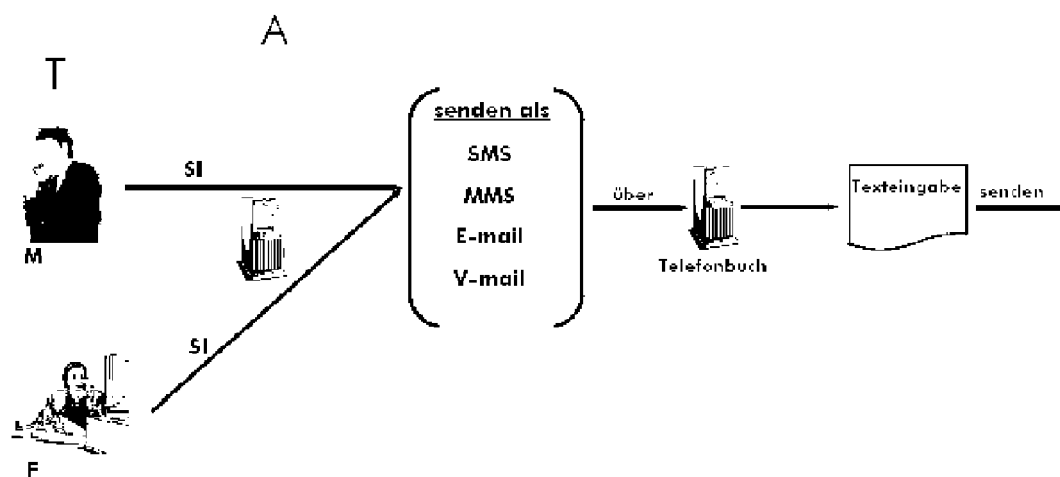 A
T
SI
M
SI
F
senden als
SMS
MMS
E-mail
V-mail
über
Telefonbuch
Texteingabe
senden